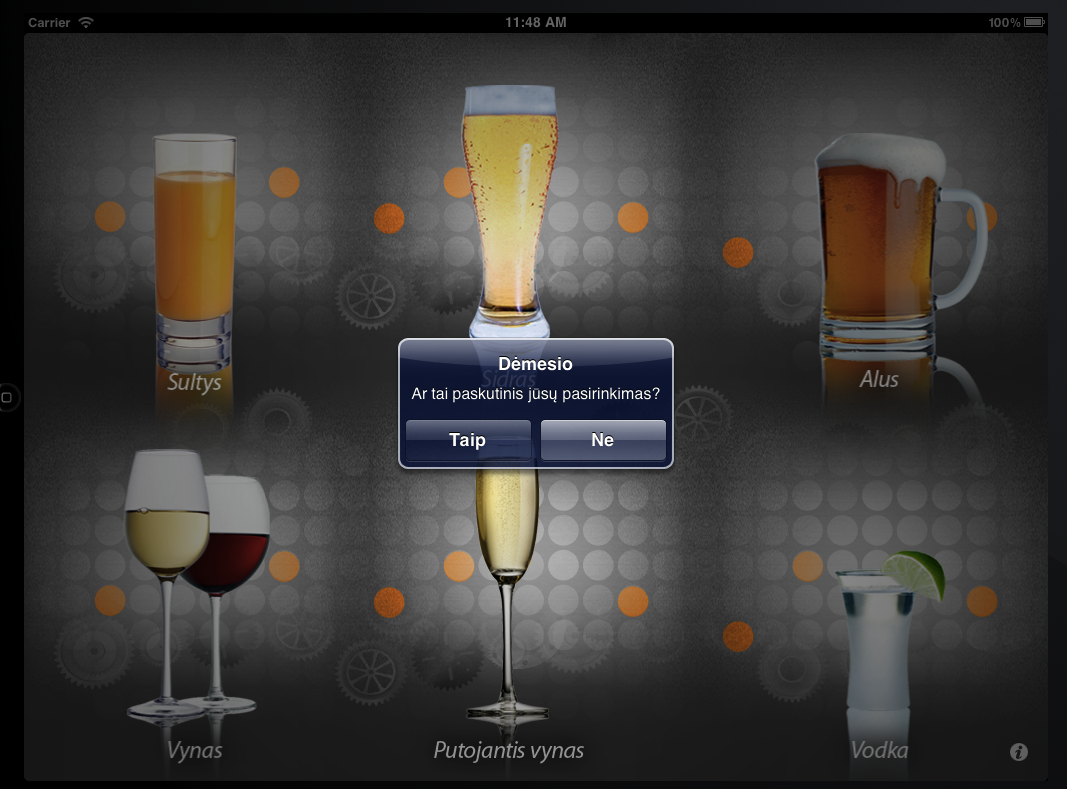 Carrier
11:48 AM
100%
Dėmesio
Sidras
Ar tai paskutinis jūsų pasirinkimas?
Taip
Ne
Sultys
Alus
Vynas
Putojantis vynas
Vodka
i